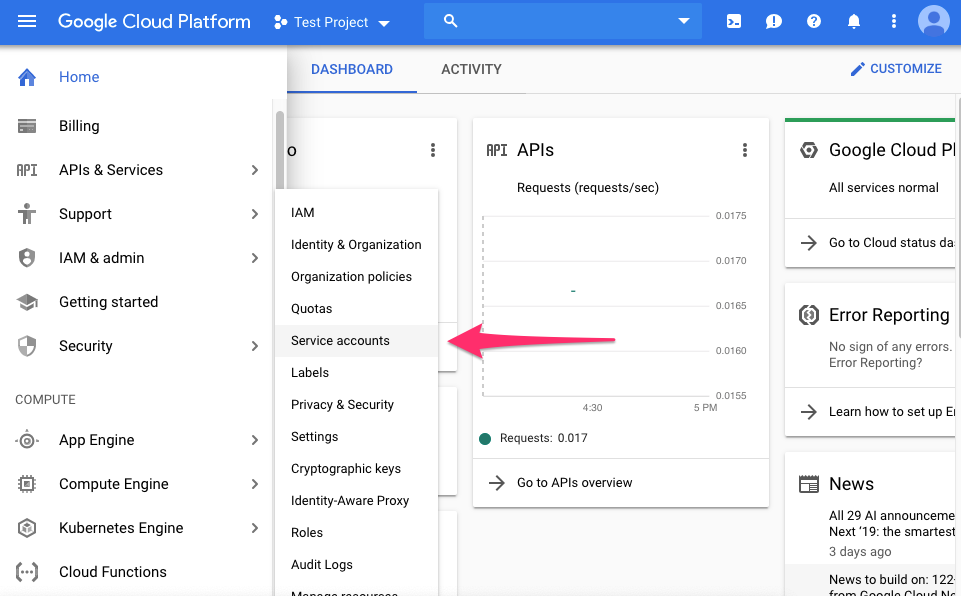 Google Cloud Platform
Test Project
Home
Billing
API APIs & Services
Support
IAM & admin
Getting started
Security
COMPUTE
App Engine
Compute Engine
Kubernetes Engine
Cloud Functions
IAM
Identity & Organization
Organization policies
Quotas
Service accounts
Labels
Privacy & Security
Settings
Cryptographic keys
Identity-Aware Proxy
Roles
Audit Logs
Manage resources
DASHBOARD
ACTIVITY
CUSTOMIZE
o
API APIs
Requests (requests/sec)
0.0175
0.0170
0.0165
0.0160
0.0155
4:30
5 PM
Requests: 0.017
Go to APIs overview
Google Cloud Pl
All services normal
Go to Cloud status das
Error Reporting
No sign of any errors.
Error Reporting?
Learn how to set up Er
News
All 29 AI announceme
Next '19: the smartest
3 days ago
News to build on: 122+
from Google Cloud Ne